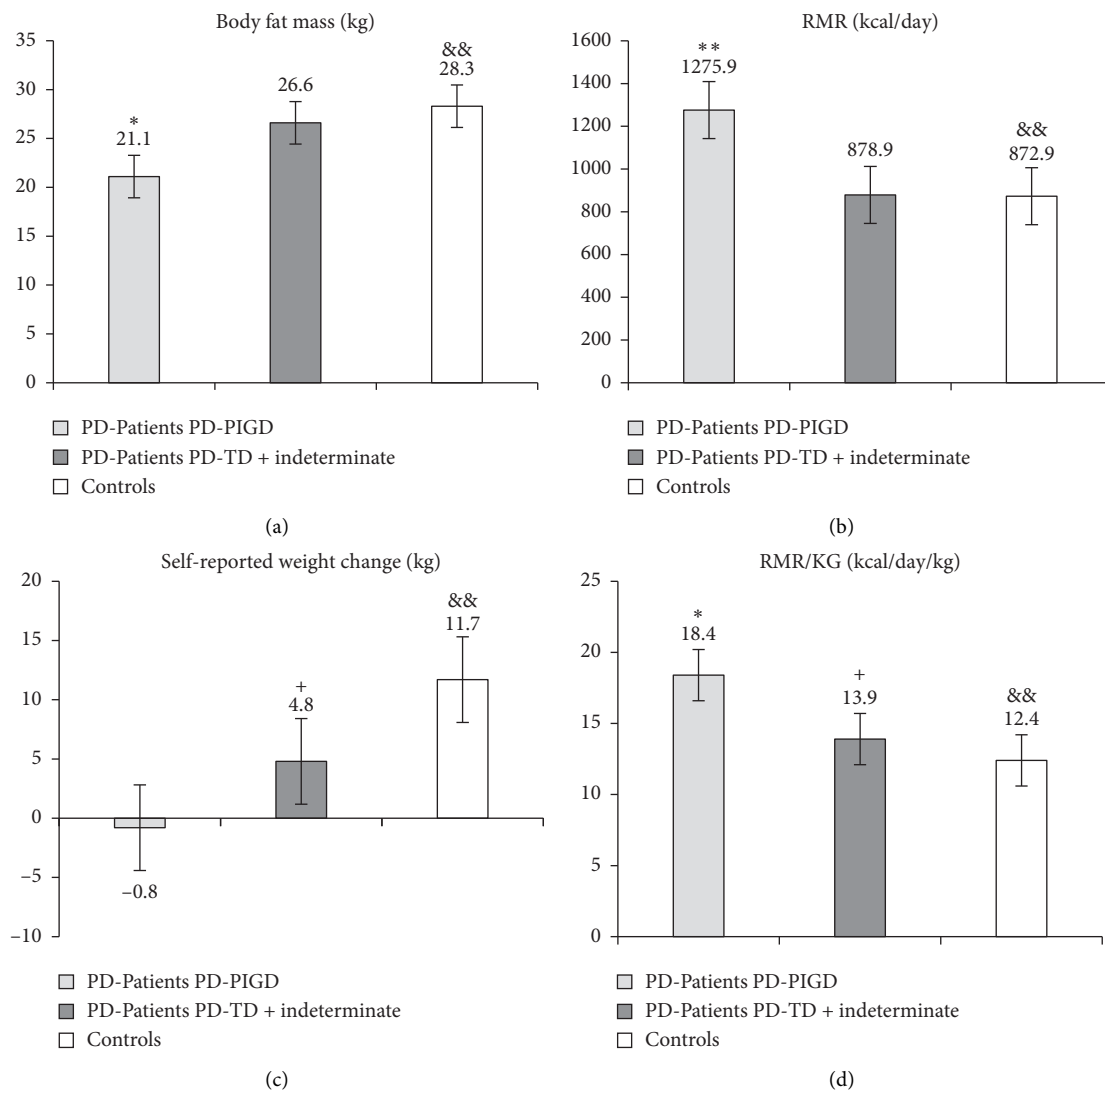 Body fat mass (kg)
35
30
25
20
15
10
5
0
*
21.1
26.6
&&
28.3
PD-Patients PD-PIGD
PD-Patients PD-TD + indeterminate
Controls
(a)
RMR (kcal/day)
1600
1400
1200
1000
800
600
400
200
0
**
1275.9
878.9
&&
872.9
PD-Patients PD-PIGD
PD-Patients PD-TD + indeterminate
Controls
(b)
Self-reported weight change (kg)
20
15
10
5
0
–5
–10
–0.8
+
4.8
&&
11.7
PD-Patients PD-PIGD
PD-Patients PD-TD + indeterminate
Controls
(c)
RMR/KG (kcal/day/kg)
25
20
15
10
5
0
*
18.4
+
13.9
&&
12.4
PD-Patients PD-PIGD
PD-Patients PD-TD + indeterminate
Controls
(d)